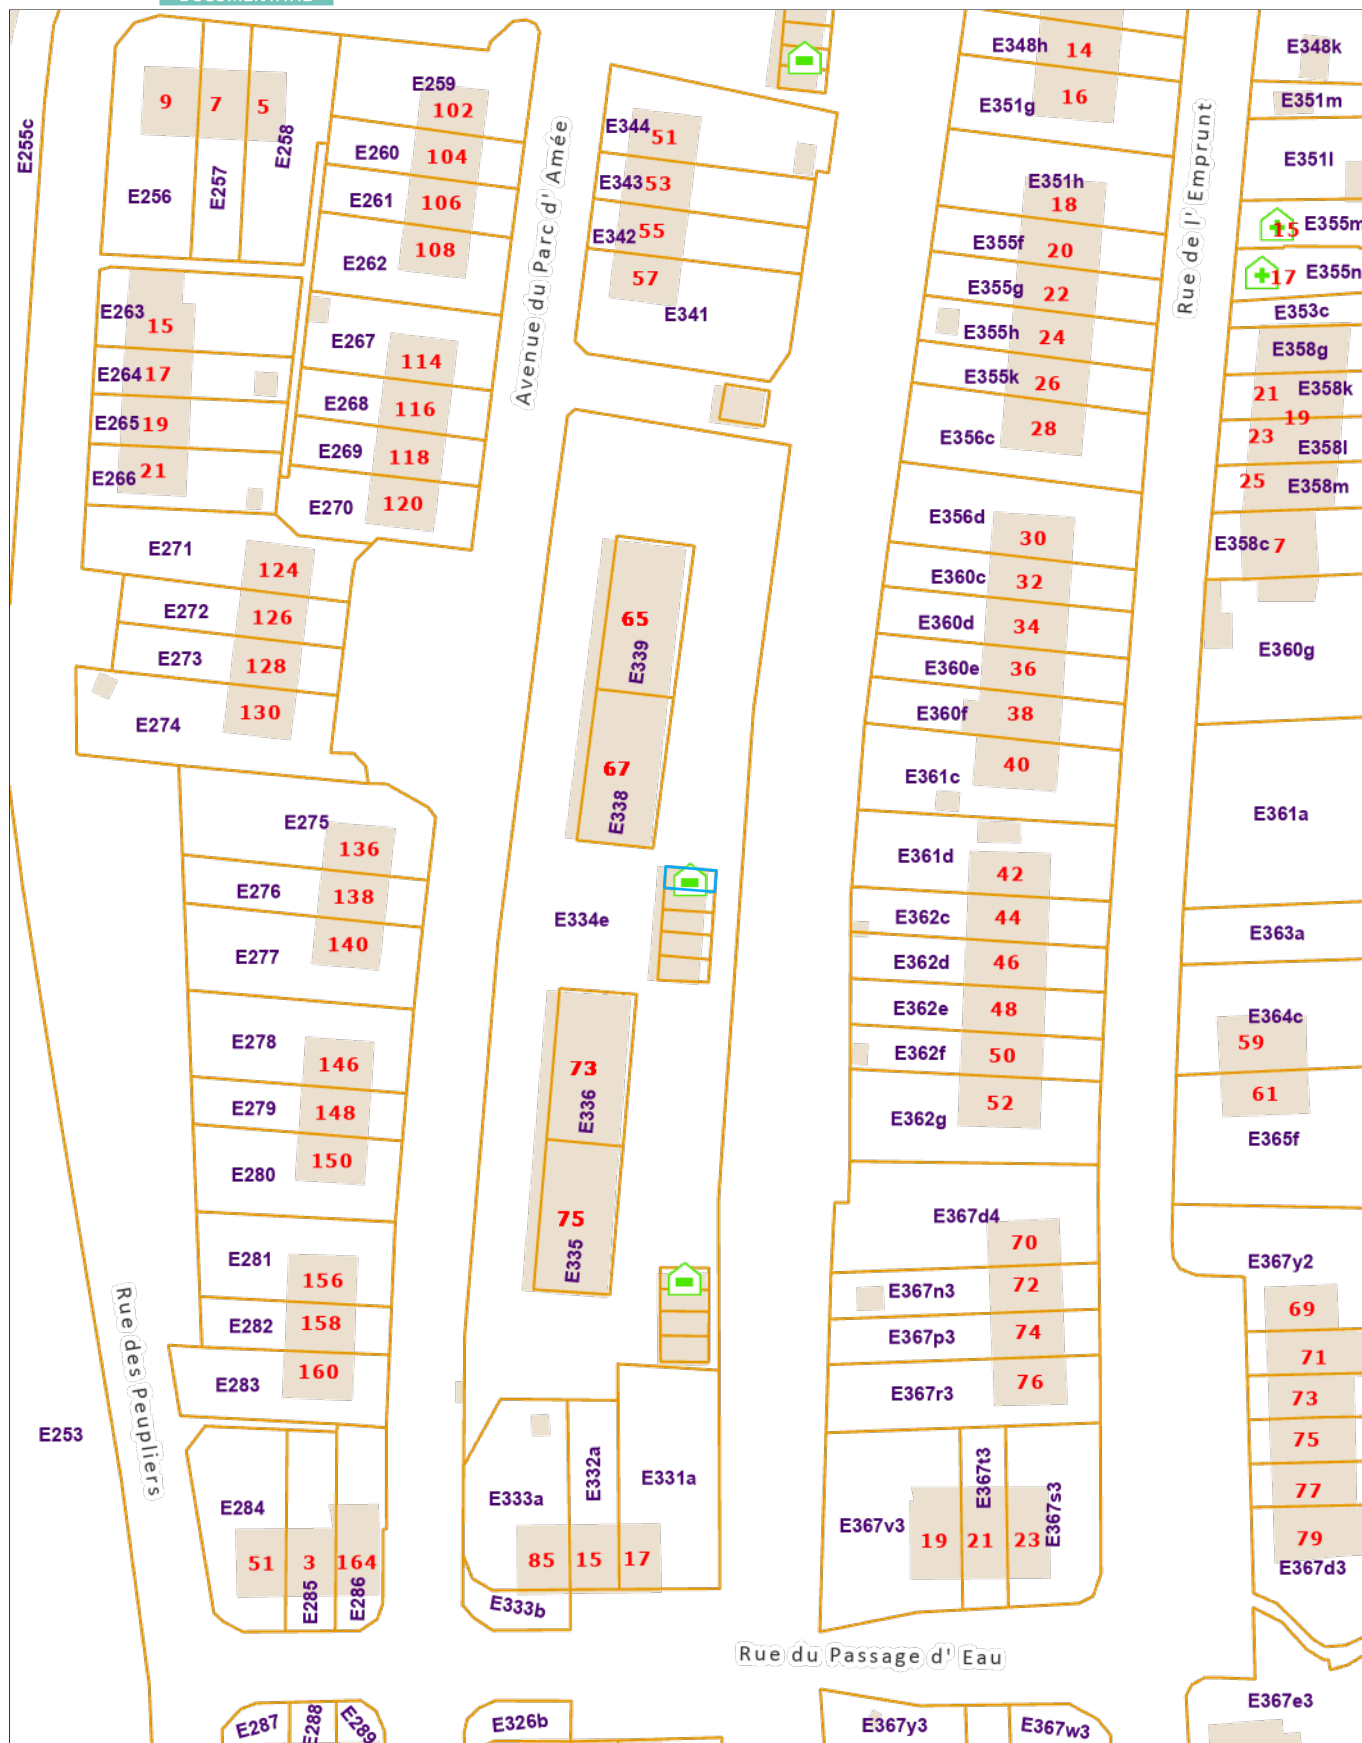 E348h
14
E348k
E259
102
E351g
16
E351m
9
7
5
E255c
E258
E344
51
E351l
E260
104
E256
E257
E261
106
E343
53
E351h
18
E342
55
15
E355m
E262
108
E355f
20
57
17
E355n
Avenue du Parc d' Amée
Rue de l' Emprunt
E355g
22
E263
15
E341
E353c
E267
114
E355h
24
E358g
E264
17
E355k
26
21
E358k
E268
116
19
E265
19
E356c
28
23
E358l
E269
118
E266
21
25
E358m
E270
120
E356d
30
E271
E358c
7
124
E360c
32
E272
126
65
E360d
34
E273
128
E339
E360e
36
E360g
E274
130
E360f
38
67
E361c
40
E338
E361a
E275
136
E361d
42
E276
138
E334e
E362c
44
E277
140
E362d
46
E363a
E362e
48
E278
146
73
E362f
50
E364c
59
E279
148
E336
E362g
52
61
E280
150
E365f
75
E367d4
E281
156
E335
70
E367y2
E282
158
E367n3
72
69
E283
160
E367p3
74
71
Rue des Peupliers
E367r3
76
73
E253
75
E284
E333a
E332a
E331a
E367v3
E367t3
E367s3
77
51
3
164
85
15
17
19
21
23
79
E285
E286
E333b
E367d3
Rue du Passage d' Eau
E287
E288
E289
E326b
E367y3
E367w3
E367e3